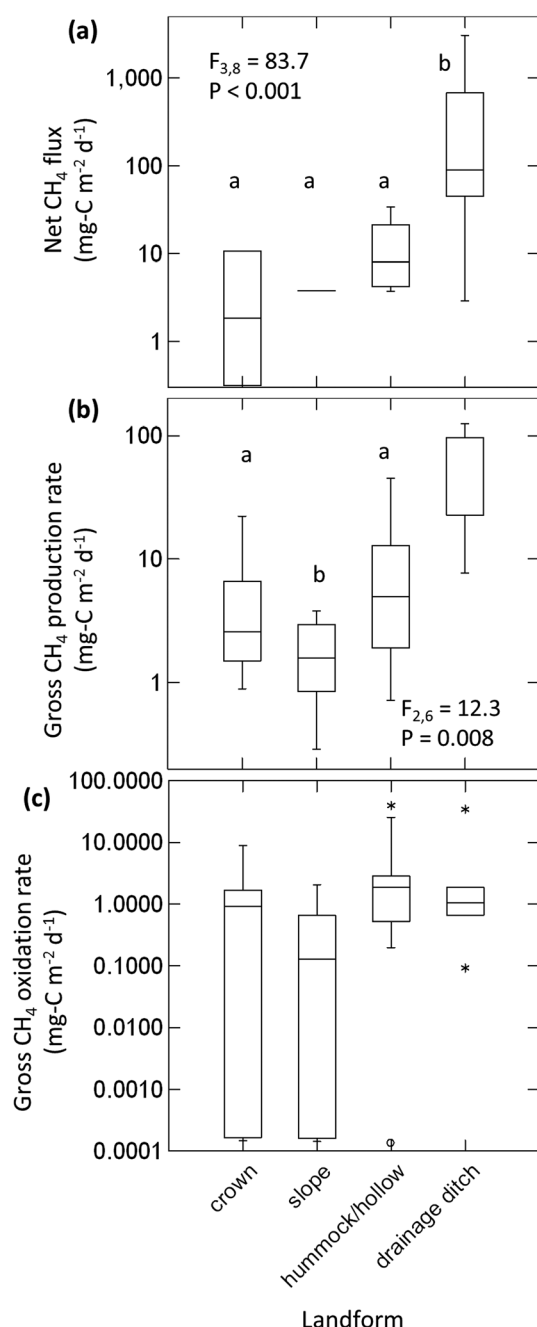 (a)
F3,8 = 83.7
P < 0.001
b
a a a
1,000
100
10
1
Net CH4 flux
(mg-C m-2 d-1)
(b)
a a
b
100
10
1
Gross CH4 production rate
(mg-C m-2 d-1)
F2,6 = 12.3
P = 0.008
(c)
100.0000
10.0000
1.0000
0.1000
0.0100
0.0010
0.0001
Gross CH4 oxidation rate
(mg-C m-2 d-1)
crown
slope
hummock/hollow
drainage ditch
Landform